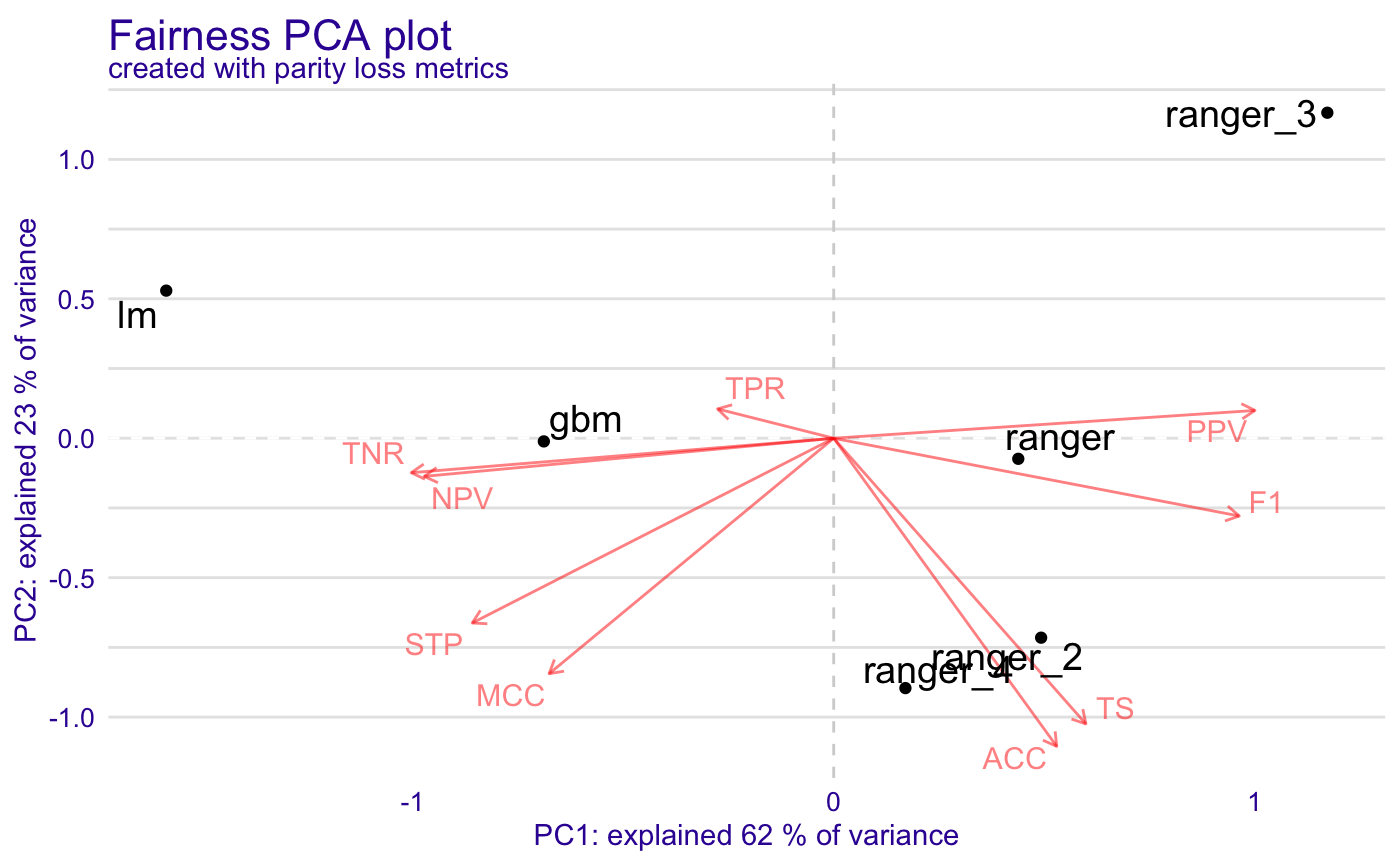 Fairness PCA plot
created with parity loss metrics
ranger_3
1.0
PC2: explained 23 % of variance
0.5
lm
TPR
gbm
PPV
0.0
ranger
TNR
NPV
F1
-0.5
STP
ranger_2
ranger_4
MCC
TS
-1.0
ACC
-1
0
1
PC1: explained 62 % of variance